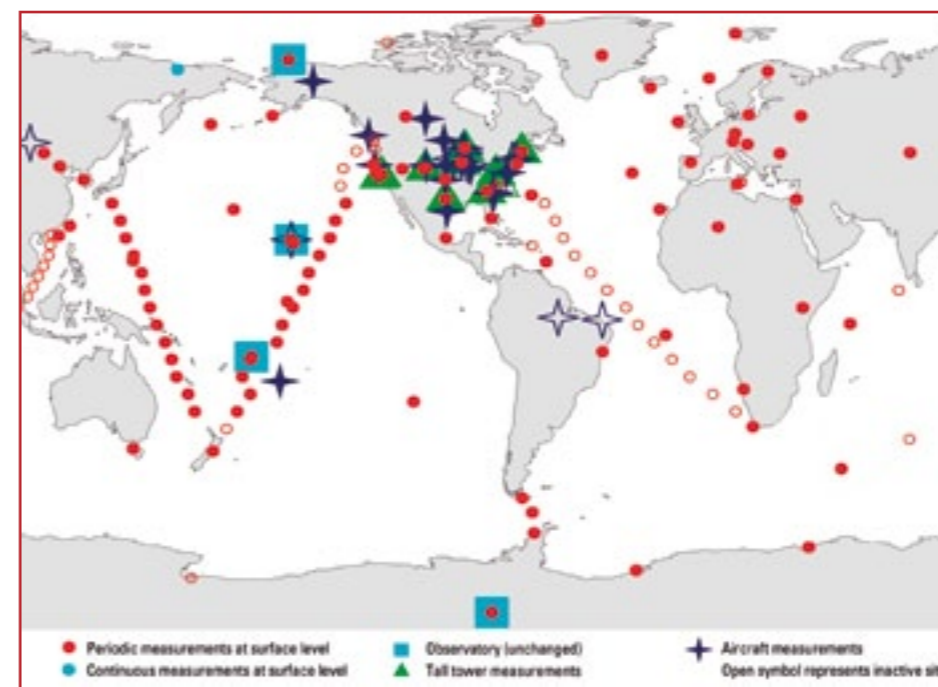 Periodic measurements at surface level
Continuous measurements at surface level
Observatory (unchanged)
Tall tower measurements
Aircraft measurements
Open symbol represents inactive sit